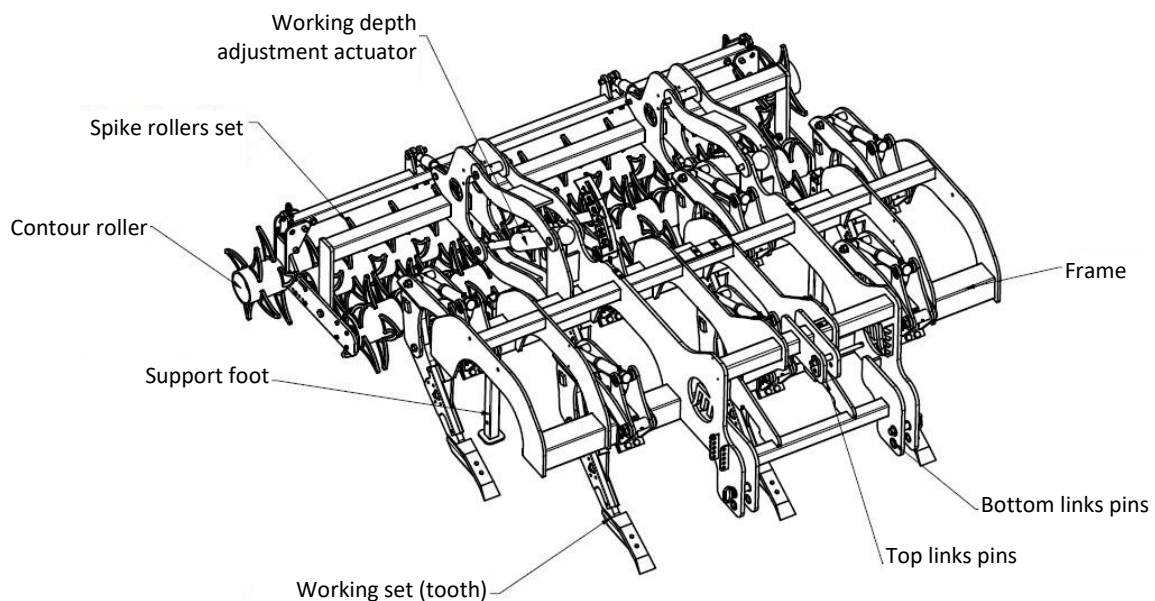 Working depth
adjustment actuator
Spike rollers set
Contour roller
Frame
Support foot
Bottom links pins
Top links pins
Working set (tooth)